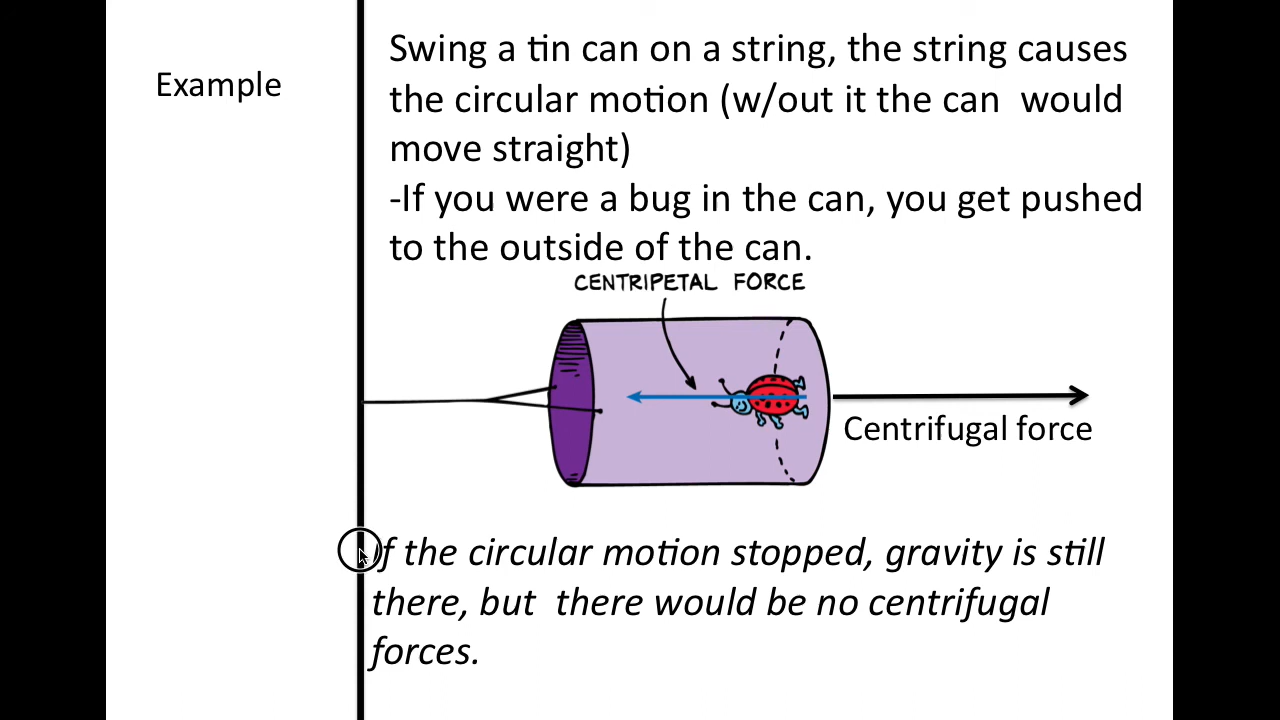 Example
Swing a tin can on a string, the string causes
the circular motion (w/out it the can would
move straight)
-If you were a bug in the can, you get pushed
to the outside of the can.
CENTRIPETAL FORCE
Centrifugal force
If the circular motion stopped, gravity is still
there, but there would be no centrifugal
forces.